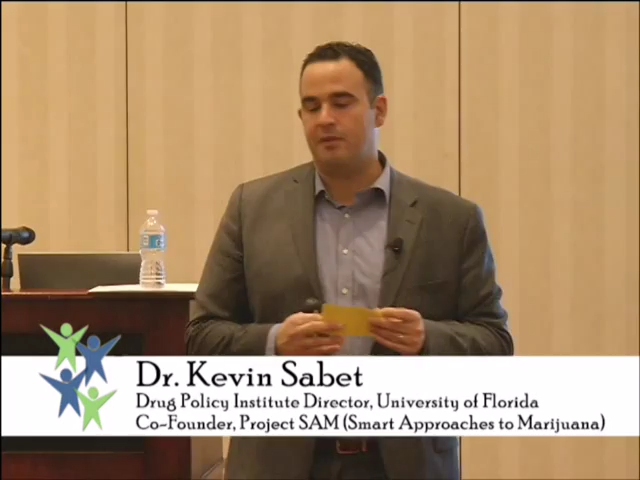 Dr. Kevin Sabet
Drug Policy Institute Director, University of Florida
Co-Founder, Project SAM (Smart Approaches to Marijuana)